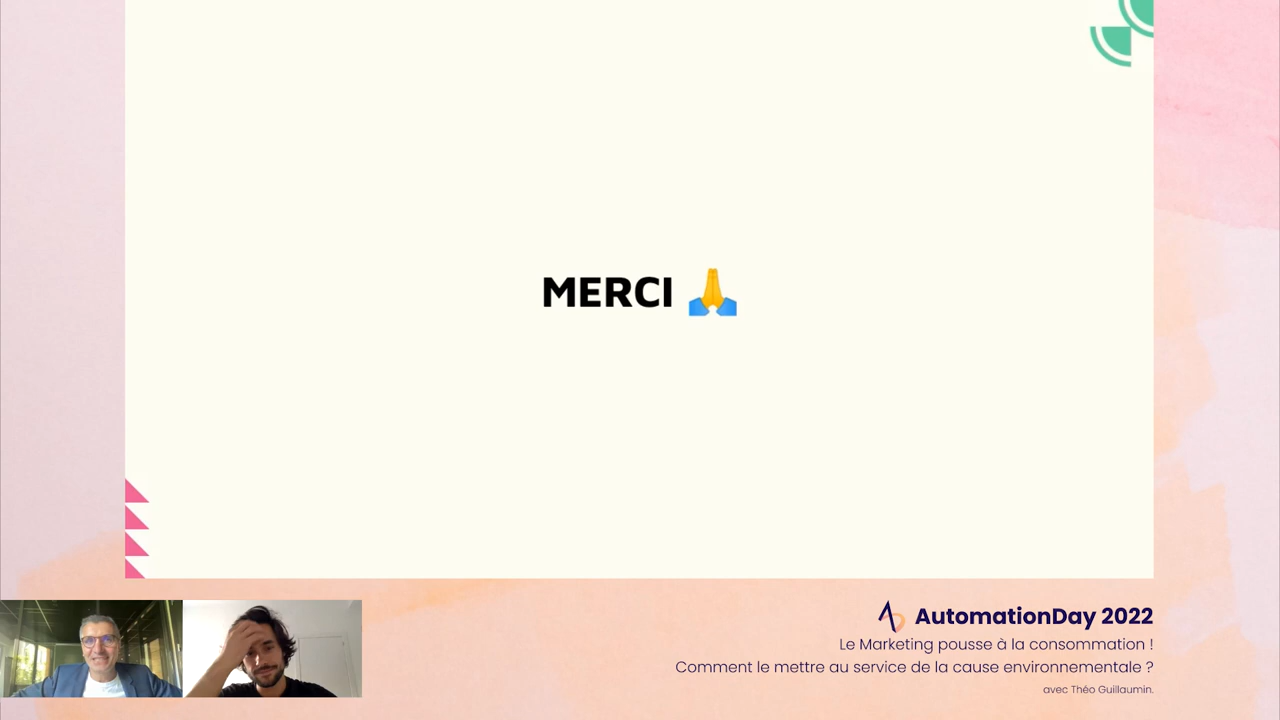 MERCI 🙏
AutomationDay 2022
Le Marketing pousse à la consommation !
Comment le mettre au service de la cause environnementale ?
avec Théo Guillaumin.